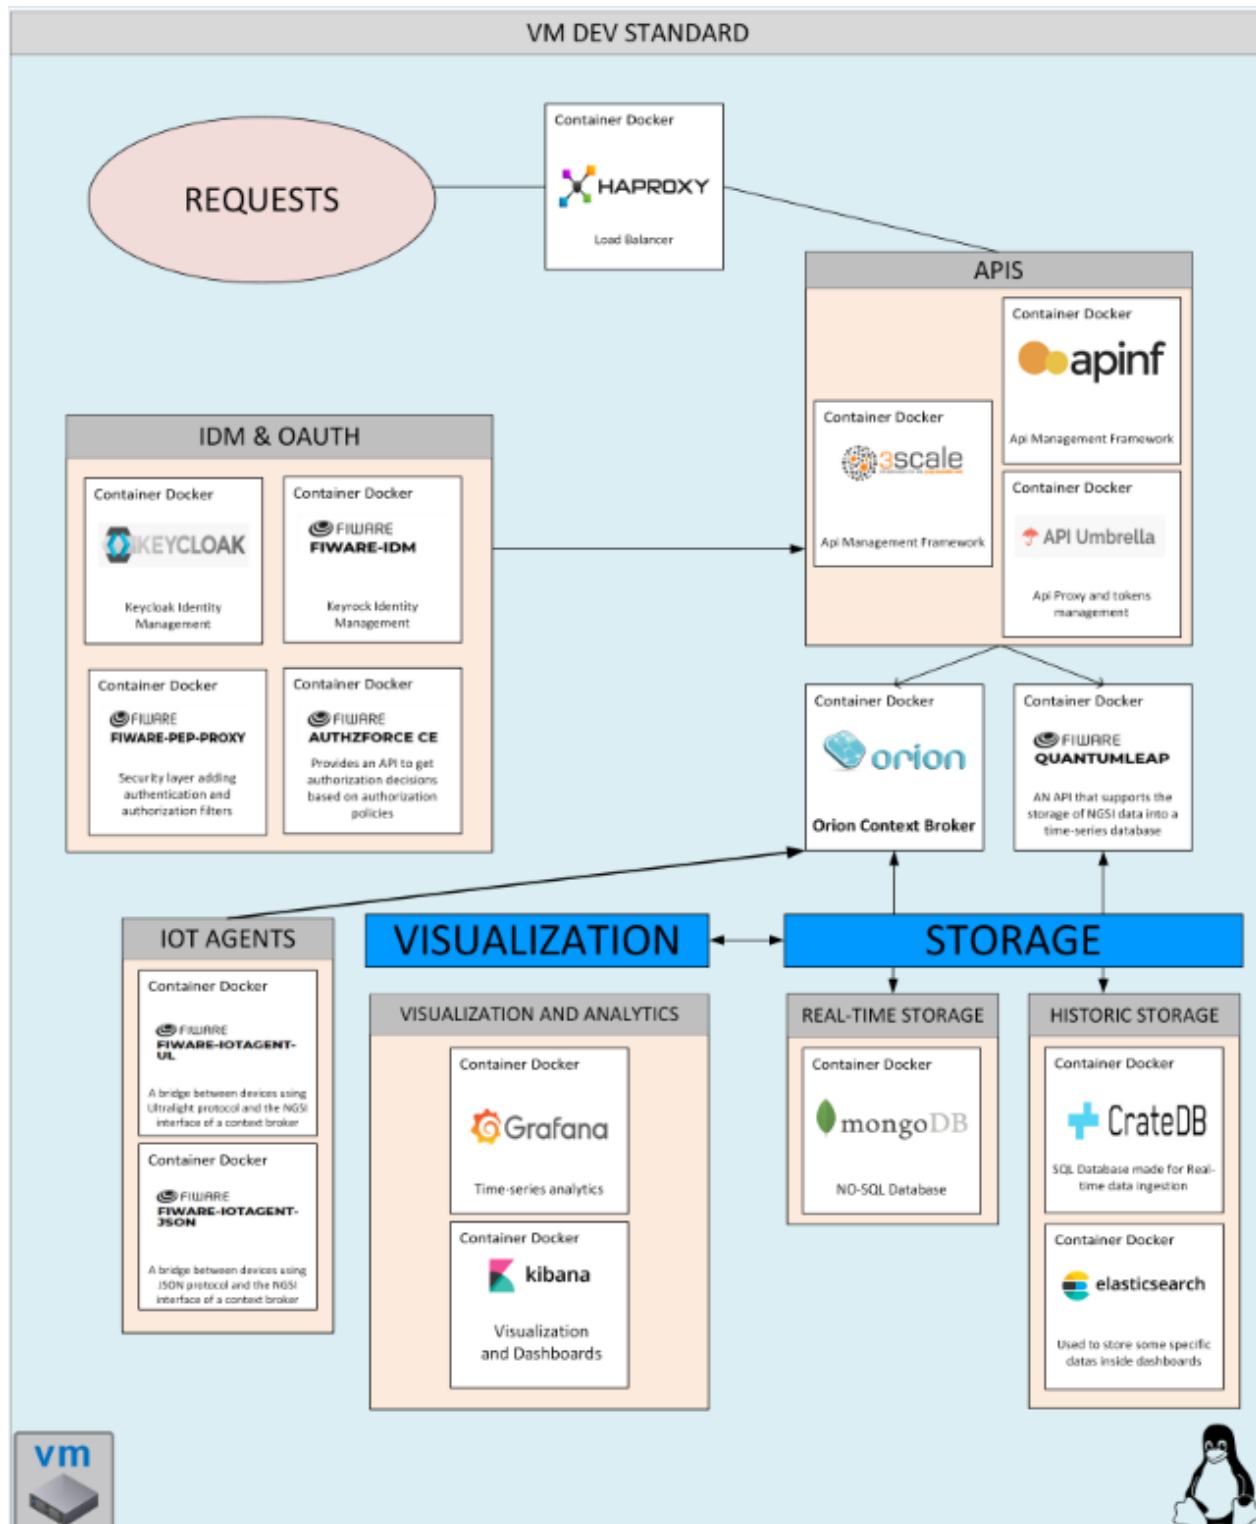 VM DEV STANDARD
REQUESTS
Container Docker
HAPROXY
Load Balancer
APIS
Container Docker
apinf
Api Management Framework
Container Docker
3scale
Api Management Framework
Container Docker
API Umbrella
Api Proxy and tokens
management
IDM & OAUTH
Container Docker
KEYCLOAK
Keycloak Identity
Management
Container Docker
FIWARE
FIWARE-IDM
Keyrock Identity
Management
Container Docker
FIWARE
FIWARE-PEP-PROXY
Security layer adding
authentication and
authorization filters
Container Docker
FIWARE
AUTHZFORCE CE
Provides an API to get
authorization decisions
based on authorization
policies
Container Docker
orion
Orion Context Broker
Container Docker
FIWARE
QUANTUMLEAP
AN API that supports the
storage of NGSI data into a
time-series database
IOT AGENTS
Container Docker
FIWARE
FIWARE-IOTAGENT-
UL
A bridge between devices using
Ultralight protocol and the NGSI
interface of a context broker
Container Docker
FIWARE
FIWARE-IOTAGENT-
JSON
A bridge between devices using
JSON protocol and the NGSI
interface of a context broker
VISUALIZATION
STORAGE
VISUALIZATION AND ANALYTICS
Container Docker
Grafana
Time-series analytics
Container Docker
kibana
Visualization
and Dashboards
REAL-TIME STORAGE
Container Docker
mongoDB
NO-SQL Database
HISTORIC STORAGE
Container Docker
CrateDB
SQL Database made for Real-
time data ingestion
Container Docker
elasticsearch
Used to store some specific
datas inside dashboards
vm